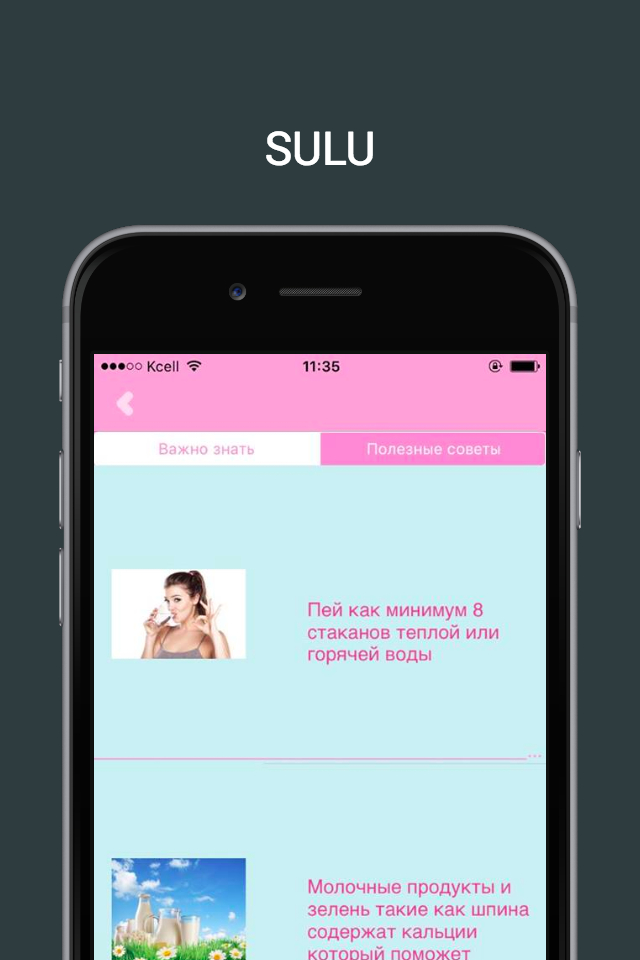 SULU
Kcell
11:35
Важно знать
Полезные советы
Пей как минимум 8
стаканов теплой или
горячей воды
...
Молочные продукты и
зелень такие как шпина
содержат кальции
который поможет